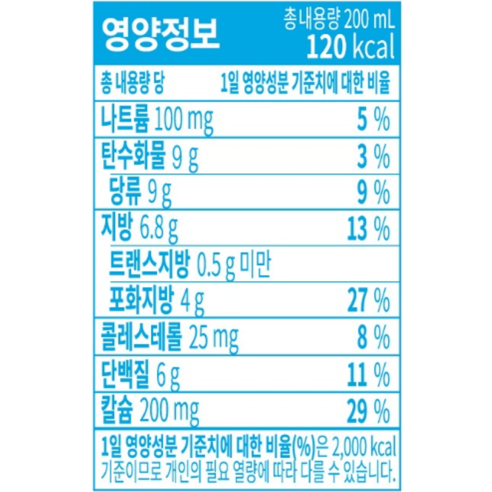 영양정보
총 내용량 200 mL
120 kcal
총 내용량 당 1일 영양성분 기준치에 대한 비율
나트륨 100 mg 5 %
탄수화물 9 g 3 %
당류 9 g 9 %
지방 6.8 g 13 %
트랜스지방 0.5 g 미만
포화지방 4 g 27 %
콜레스테롤 25 mg 8 %
단백질 6 g 11 %
칼슘 200 mg 29 %
1일 영양성분 기준치에 대한 비율(%)은 2,000 kcal
기준이므로 개인의 필요 열량에 따라 다를 수 있습니다.